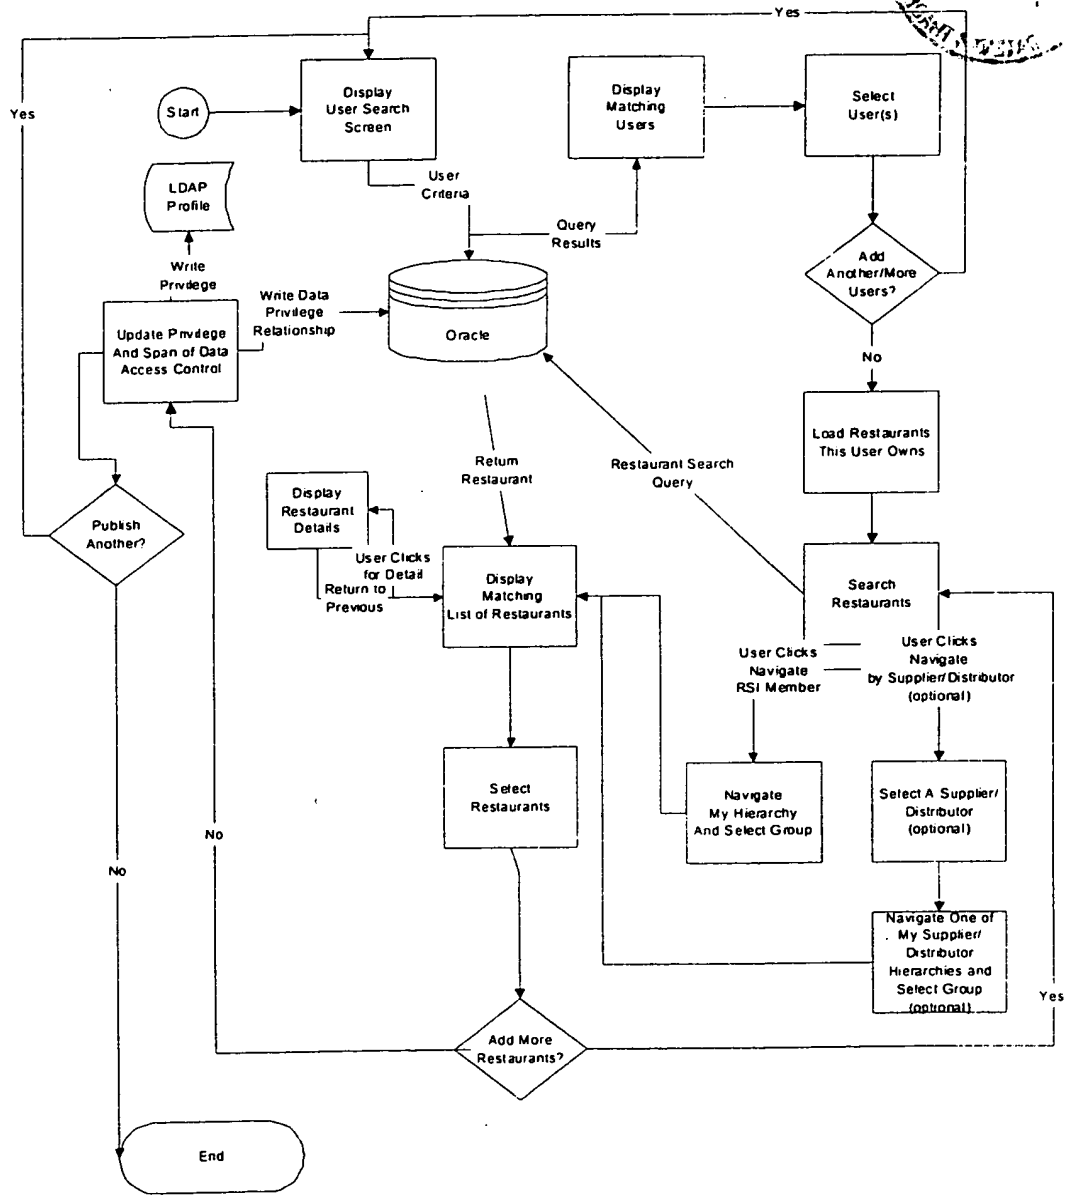 Yes
Yes
Start
Display
User Search
Screen
Display
Matching
Users
Select
User(s)
LDAP
Profile
User
Criteria
Query
Results
Write
Privilege
Write Data
Privilege
Relationship
Add
Another/More
Users?
Oracle
Update Privilege
And Span of Data
Access Control
No
Load Restaurants
This User Owns
Return
Restaurant
Restaurant Search
Query
Display
Restaurant
Details
Publish
Another?
User Clicks
for Detail
Return to
Previous
Display
Matching
List of Restaurants
Search
Restaurants
User Clicks
Navigate
RSI Member
User Clicks
Navigate
by Supplier/Distributor
(optional)
Select
Restaurants
Navigate
My Hierarchy
And Select Group
Select A Supplier/
Distributor
(optional)
No
No
Navigate One of
My Supplier/
Distributor
Hierarchies and
Select Group
(optional)
Yes
Add More
Restaurants?
End